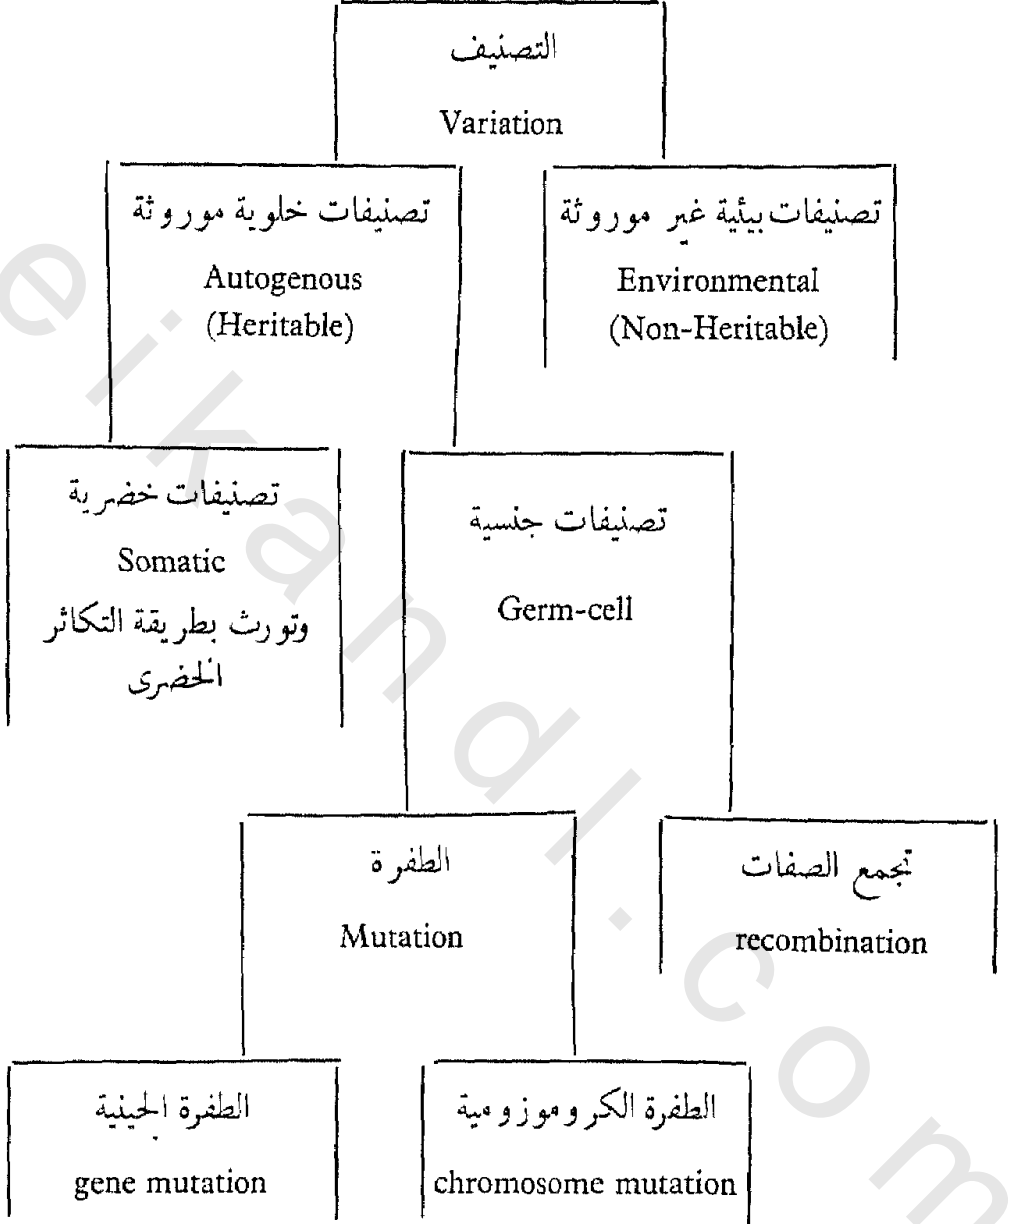 التصنيف
Variation
تصنيفات خلوية موروثة
Autogenous
(Heritable)
تصنيفات بيئية غير موروثة
Environmental
(Non-Heritable)
تصنيفات خضرية
Somatic
وتورث بطريقة التكاثر
الخضرى
تصنيفات جنسية
Germ-cell
الطفرة
Mutation
تجمع الصفات
recombination
الطفرة الجينية
gene mutation
الطفرة الكروموزومية
chromosome mutation
eikandl.com